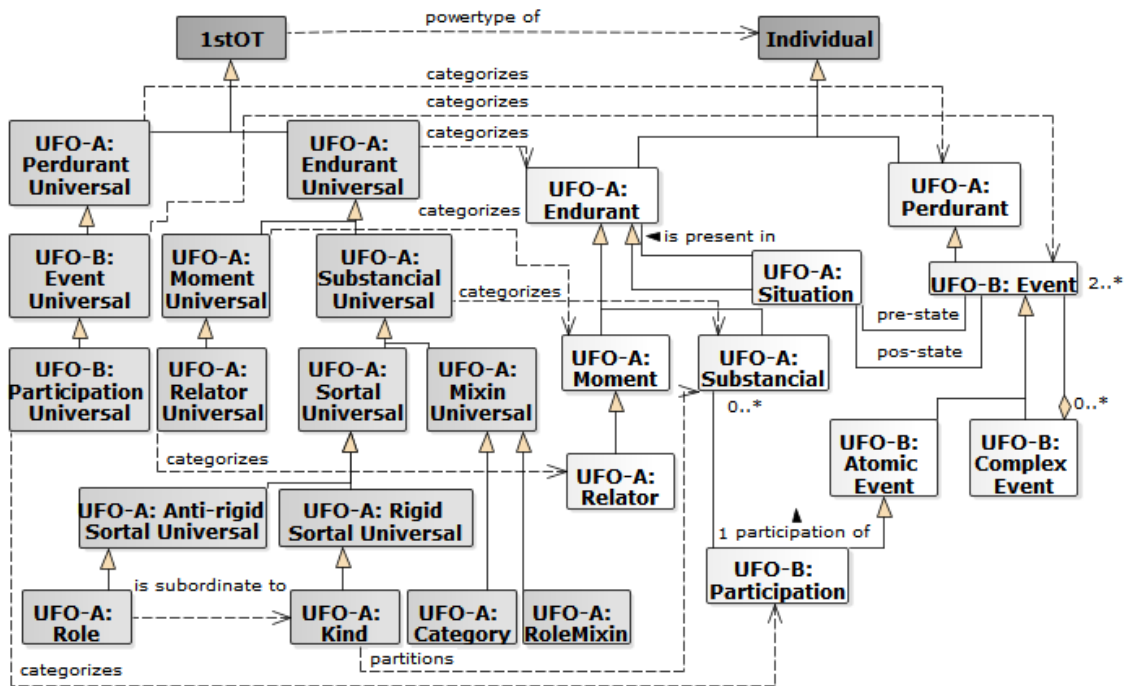 powertype of
1stOT
Individual
categorizes
categorizes
UFO-A:
Perdurant
Universal
UFO-A:
Endurant
Universal
categorizes
UFO-A:
Endurant
UFO-A:
Perdurant
categorizes
◄ is present in
UFO-B:
Event
Universal
UFO-A:
Moment
Universal
UFO-A:
Substancial
Universal
categorizes
UFO-A:
Situation
UFO-B: Event
2..*
pre-state
pos-state
UFO-B:
Participation
Universal
UFO-A:
Relator
Universal
UFO-A:
Sortal
Universal
UFO-A:
Mixin
Universal
UFO-A:
Moment
UFO-A:
Substancial
0..*
0..*
categorizes
UFO-A:
Relator
UFO-B:
Atomic
Event
UFO-B:
Complex
Event
UFO-A: Anti-rigid
Sortal Universal
UFO-A: Rigid
Sortal Universal
▲
1 participation of
UFO-B:
Participation
is subordinate to
UFO-A:
Role
UFO-A:
Kind
UFO-A:
Category
UFO-A:
RoleMixin
categorizes
partitions